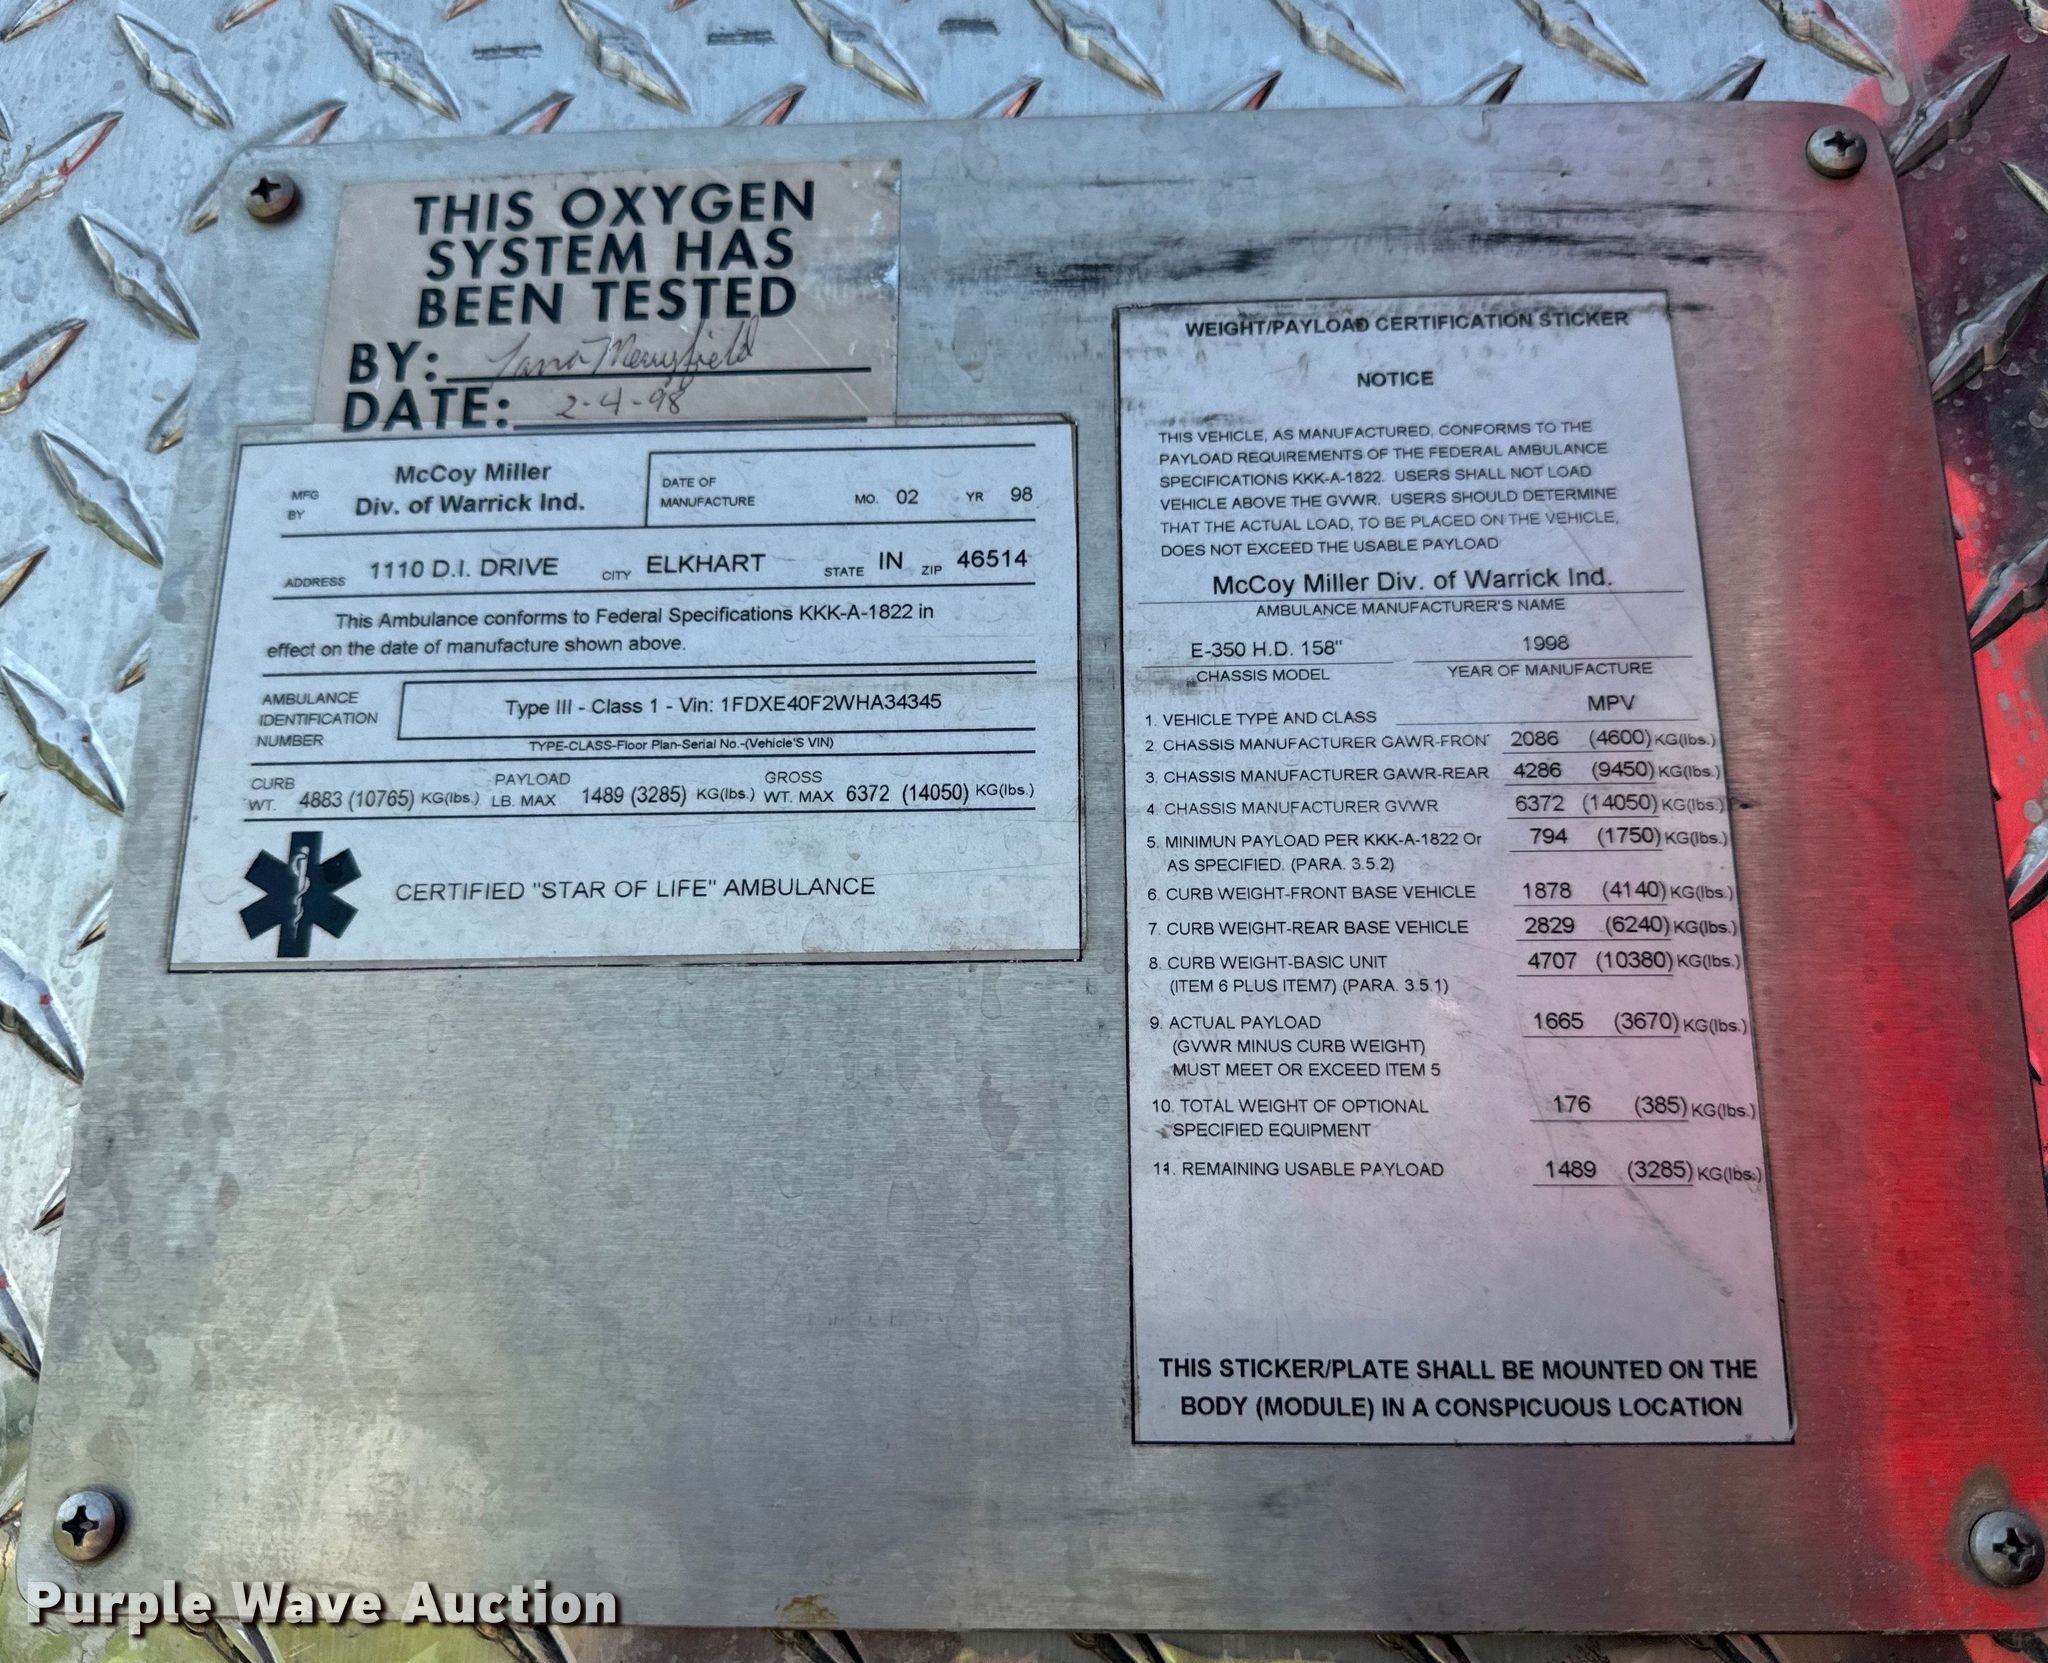 THIS OXYGEN
SYSTEM HAS
BEEN TESTED
BY: Merryfield
DATE: 2-4-98
MFG BY McCoy Miller
Div. of Warrick Ind.
DATE OF MANUFACTURE MO. 02 YR 98
ADDRESS 1110 D.I. DRIVE CITY ELKHART STATE IN ZIP 46514
This Ambulance conforms to Federal Specifications KKK-A-1822 in
effect on the date of manufacture shown above.
AMBULANCE
IDENTIFICATION
NUMBER
Type III - Class 1 - Vin: 1FDXE40F2WHA34345
TYPE-CLASS-Floor Plan-Serial No.-(Vehicle'S VIN)
CURB WT. 4883 (10765) KG(lbs.) PAYLOAD LB. MAX 1489 (3285) KG(lbs.) GROSS WT. MAX 6372 (14050) KG(lbs.)
CERTIFIED "STAR OF LIFE" AMBULANCE
WEIGHT/PAYLOAD CERTIFICATION STICKER
NOTICE
THIS VEHICLE, AS MANUFACTURED, CONFORMS TO THE
PAYLOAD REQUIREMENTS OF THE FEDERAL AMBULANCE
SPECIFICATIONS KKK-A-1822. USERS SHALL NOT LOAD
VEHICLE ABOVE THE GVWR. USERS SHOULD DETERMINE
THAT THE ACTUAL LOAD, TO BE PLACED ON THE VEHICLE,
DOES NOT EXCEED THE USABLE PAYLOAD
McCoy Miller Div. of Warrick Ind.
AMBULANCE MANUFACTURER'S NAME
E-350 H.D. 158" 1998
CHASSIS MODEL YEAR OF MANUFACTURE
1. VEHICLE TYPE AND CLASS MPV
2. CHASSIS MANUFACTURER GAWR-FRONT 2086 (4600) KG(lbs.)
3. CHASSIS MANUFACTURER GAWR-REAR 4286 (9450) KG(lbs.)
4. CHASSIS MANUFACTURER GVWR 6372 (14050) KG(lbs.)
5. MINIMUN PAYLOAD PER KKK-A-1822 Or 794 (1750) KG(lbs.)
AS SPECIFIED. (PARA. 3.5.2)
6. CURB WEIGHT-FRONT BASE VEHICLE 1878 (4140) KG(lbs.)
7. CURB WEIGHT-REAR BASE VEHICLE 2829 (6240) KG(lbs.)
8. CURB WEIGHT-BASIC UNIT 4707 (10380) KG(lbs.)
(ITEM 6 PLUS ITEM7) (PARA. 3.5.1)
9. ACTUAL PAYLOAD 1665 (3670) KG(lbs.)
(GVWR MINUS CURB WEIGHT)
MUST MEET OR EXCEED ITEM 5
10. TOTAL WEIGHT OF OPTIONAL 176 (385) KG(lbs.)
SPECIFIED EQUIPMENT
11. REMAINING USABLE PAYLOAD 1489 (3285) KG(lbs.)
THIS STICKER/PLATE SHALL BE MOUNTED ON THE
BODY (MODULE) IN A CONSPICUOUS LOCATION
Purple Wave Auction